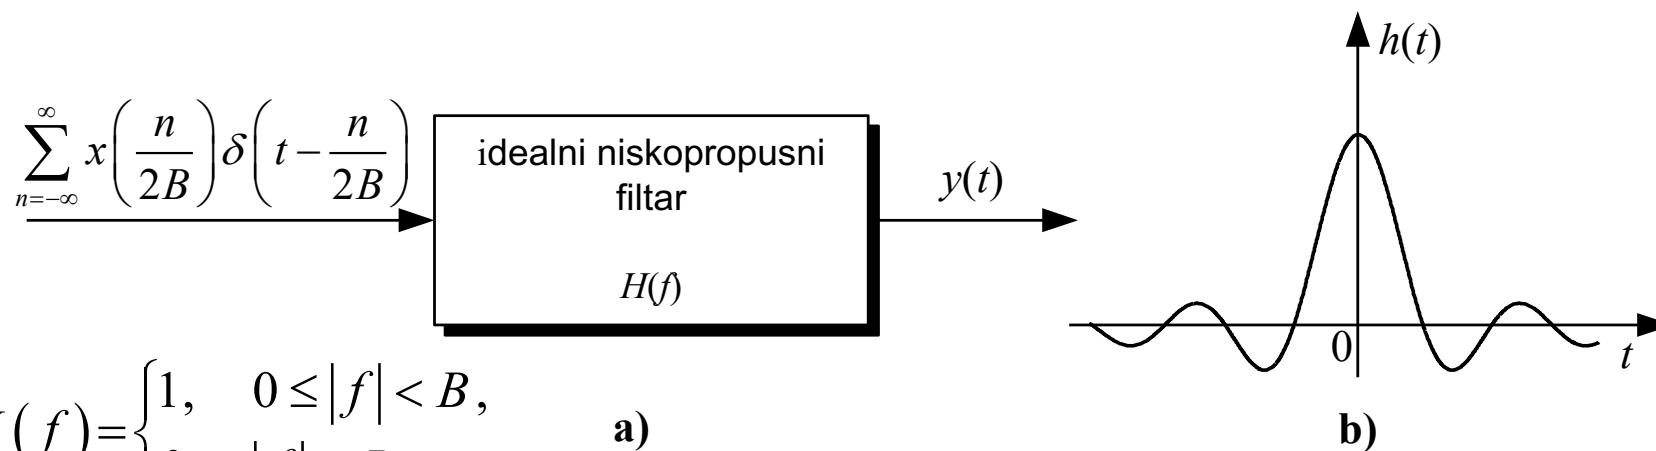 ∑_{n=-∞}^{∞} x(n/2B) δ(t - n/2B)
idealni niskopropusni
filtar
H(f)
y(t)
h(t)
0
t
(f) = { 1, 0 ≤ |f| < B,
a)
b)